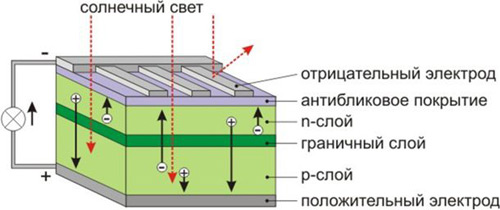 солнечный свет
-
отрицательный электрод
антибликовое покрытие
n-слой
граничный слой
p-слой
+
положительный электрод